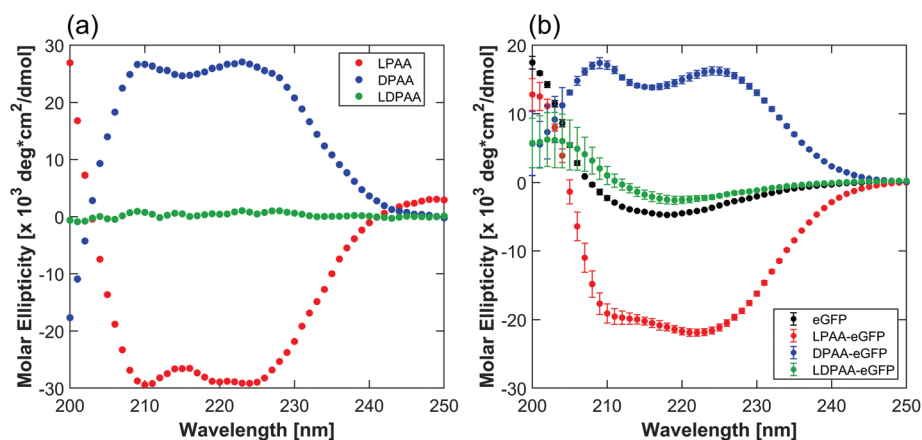 (a)
Molar Ellipticity [x 10³ deg*cm²/dmol]
30
20
10
0
-10
-20
-30
200
210
220
230
240
250
Wavelength [nm]
LPAA
DPAA
LDPAA
(b)
Molar Ellipticity [x 10³ deg*cm²/dmol]
20
10
0
-10
-20
-30
200
210
220
230
240
250
Wavelength [nm]
eGFP
LPAA-eGFP
DPAA-eGFP
LDPAA-eGFP